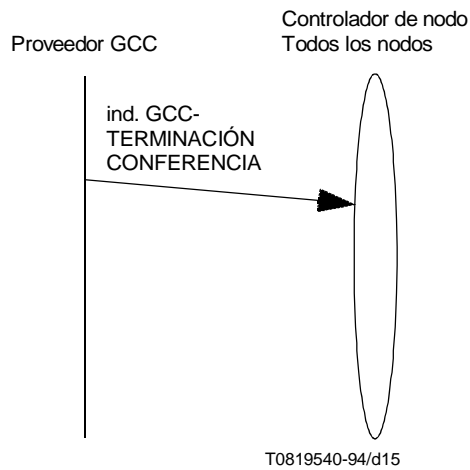 Controlador de nodo
Todos los nodos
Proveedor GCC
ind. GCC-
TERMINACIÓN
CONFERENCIA
T0819540-94/d15